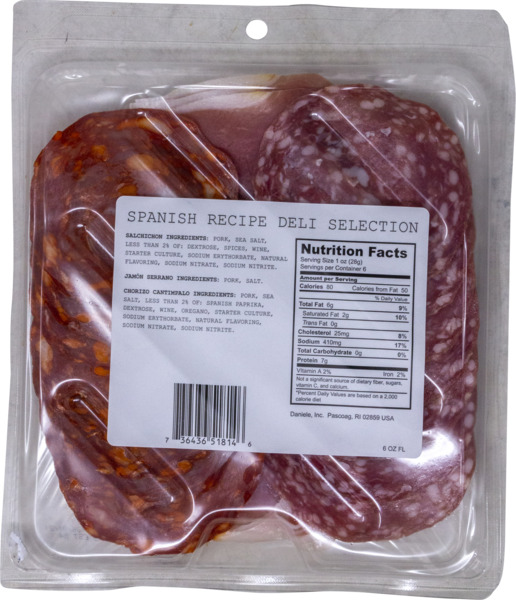 SPANISH RECIPE DELI SELECTION
SALCHICHON INGREDIENTS: PORK, SEA SALT,
LESS THAN 2% OF: DEXTROSE, SPICES, WINE,
STARTER CULTURE, SODIUM ERYTHORBATE, NATURAL
FLAVORING, SODIUM NITRATE, SODIUM NITRITE.
JAMÓN SERRANO INGREDIENTS: PORK, SALT.
CHORIZO CANTIMPALO INGREDIENTS: PORK, SEA
SALT, LESS THAN 2% OF: SPANISH PAPRIKA,
DEXTROSE, WINE, OREGANO, STARTER CULTURE,
SODIUM ERYTHORBATE, NATURAL FLAVORING,
SODIUM NITRATE, SODIUM NITRITE.
Nutrition Facts
Serving Size 1 oz (28g)
Servings per Container 6
Amount per Serving
Calories 80 Calories from Fat 50
% Daily Value
Total Fat 6g 9%
Saturated Fat 2g 10%
Trans Fat 0g
Cholesterol 25mg 8%
Sodium 410mg 17%
Total Carbohydrate 0g 0%
Protein 7g
Vitamin A 2% Iron 2%
Not a significant source of dietary fiber, sugars,
vitamin C, and calcium.
*Percent Daily Values are based on a 2,000
calorie diet
Daniele, Inc. Pascoag, RI 02859 USA
7 36436 51814 6
6 OZ FL